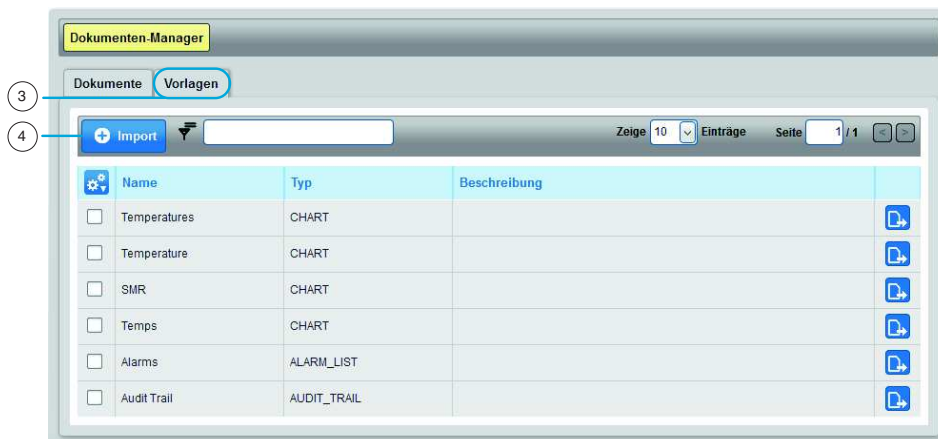 Dokumenten-Manager
Dokumente Vorlagen
3
4
Import
Zeige 10 Einträge Seite 1 / 1 < >
Name Typ Beschreibung
Temperatures CHART
Temperature CHART
SMR CHART
Temps CHART
Alarms ALARM_LIST
Audit Trail AUDIT_TRAIL